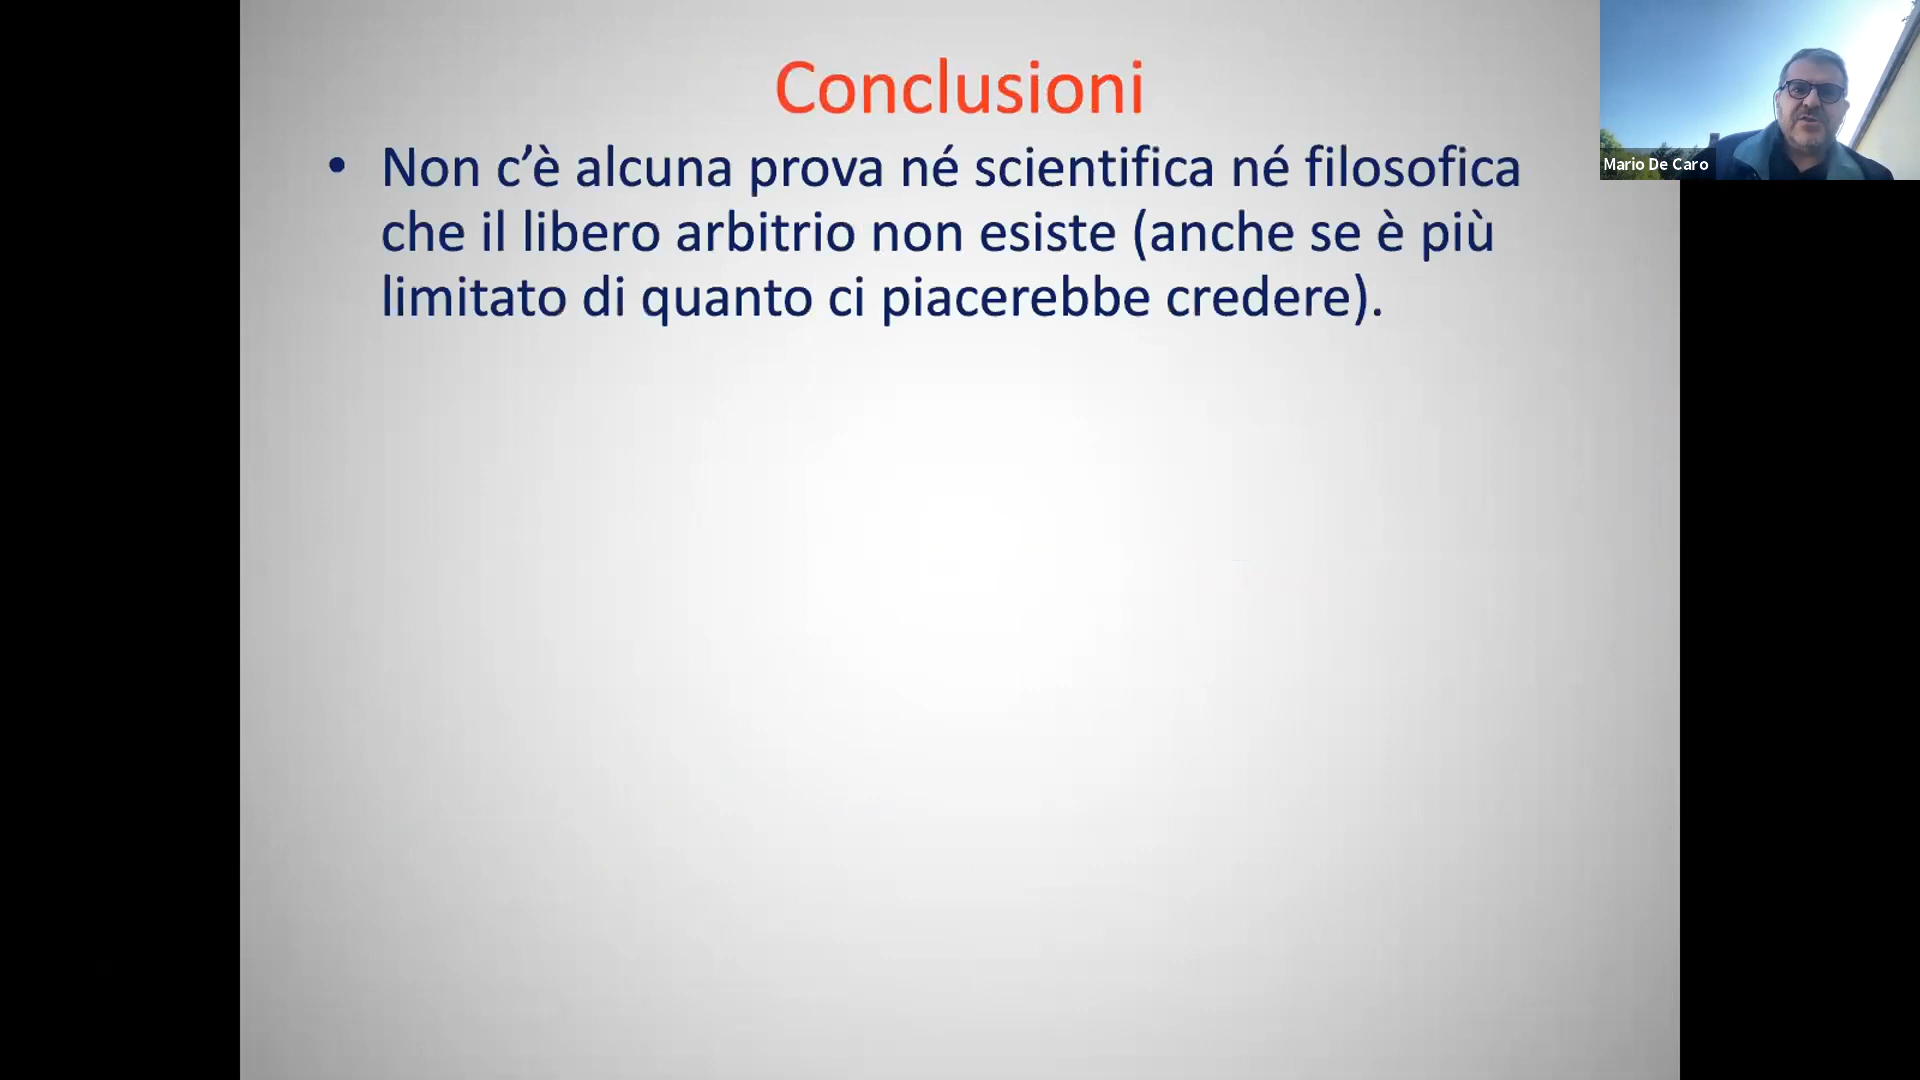 Conclusioni
• Non c’è alcuna prova né scientifica né filosofica
che il libero arbitrio non esiste (anche se è più
limitato di quanto ci piacerebbe credere).
Mario De Caro